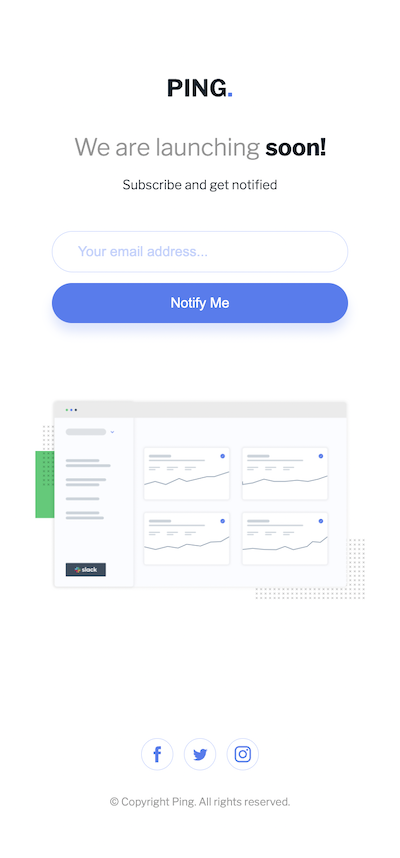 PING.
We are launching soon!
Subscribe and get notified
Your email address...
Notify Me
slack
© Copyright Ping. All rights reserved.